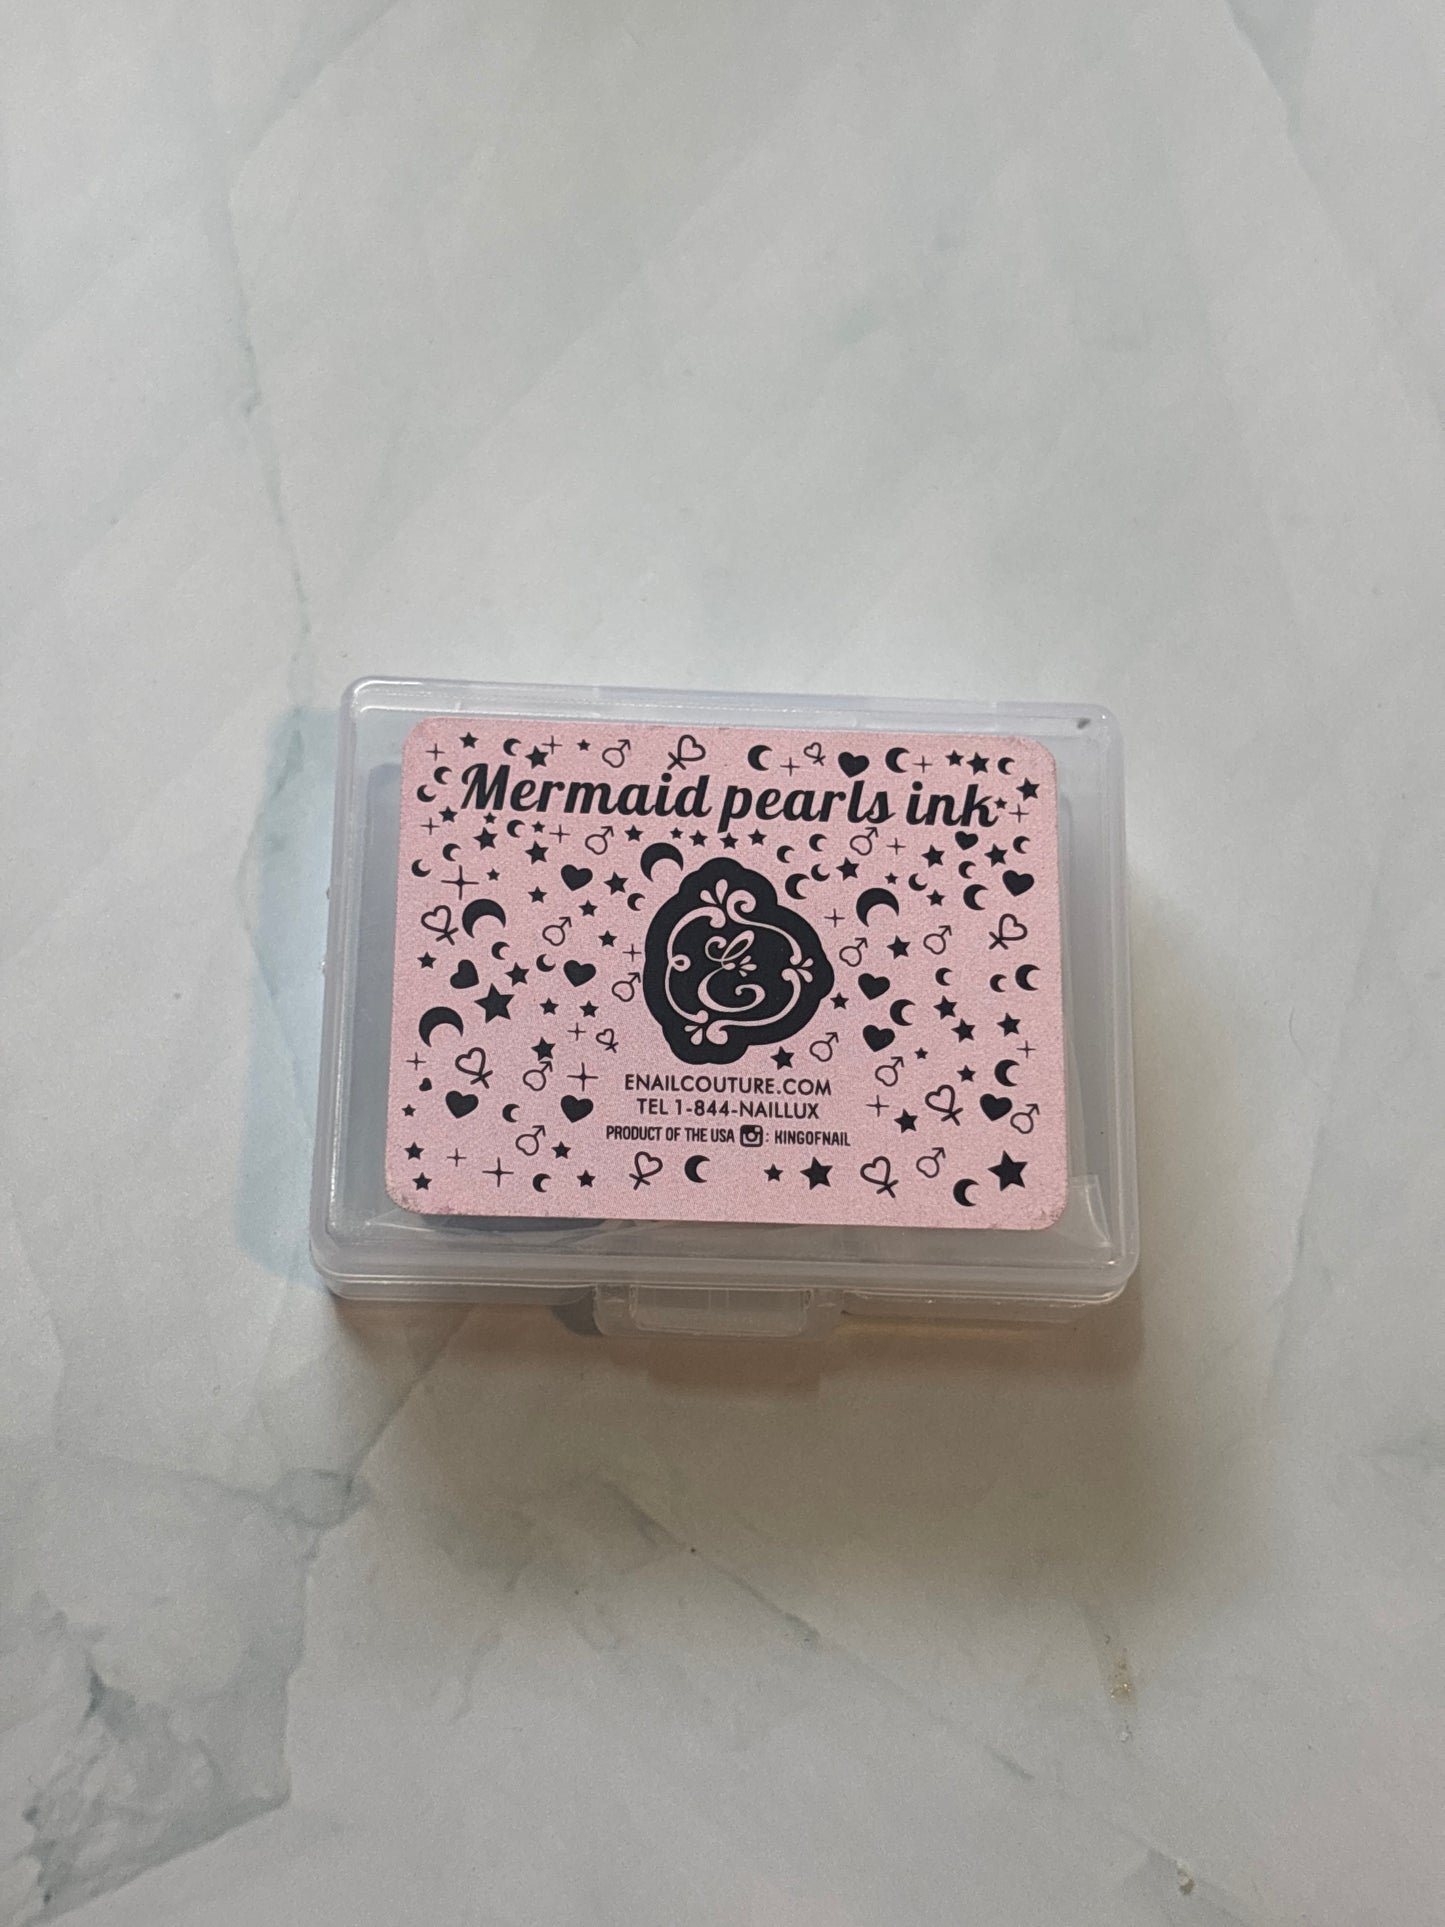 Mermaid pearls ink
ENAILCOUTURE.COM
TEL 1-844-NAILLUX
PRODUCT OF THE USA : KINGOFNAIL